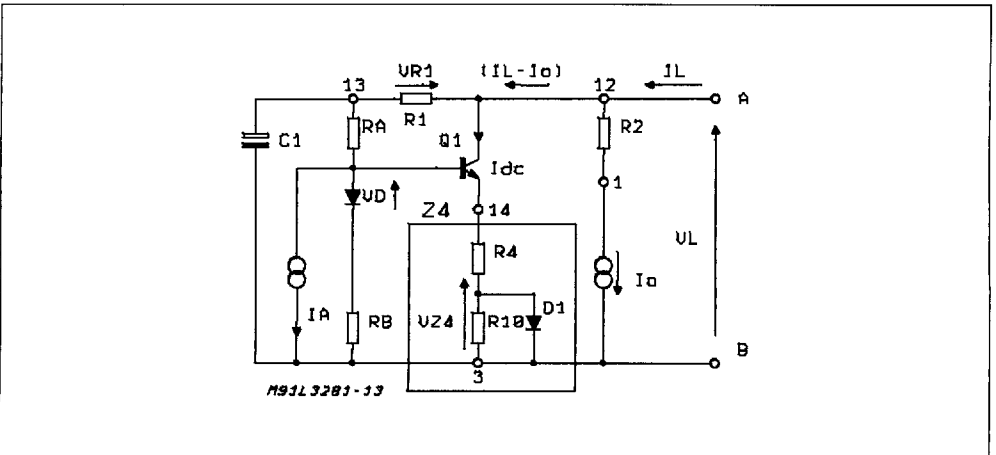 VR1 (IL-Io) IL
13 12
A
R1
RA R2
C1 Q1
Idc
1
VD
Z4 14
R4
VL
Io
D1
IA RB VZ4 R10
B
3
M91L3281-13